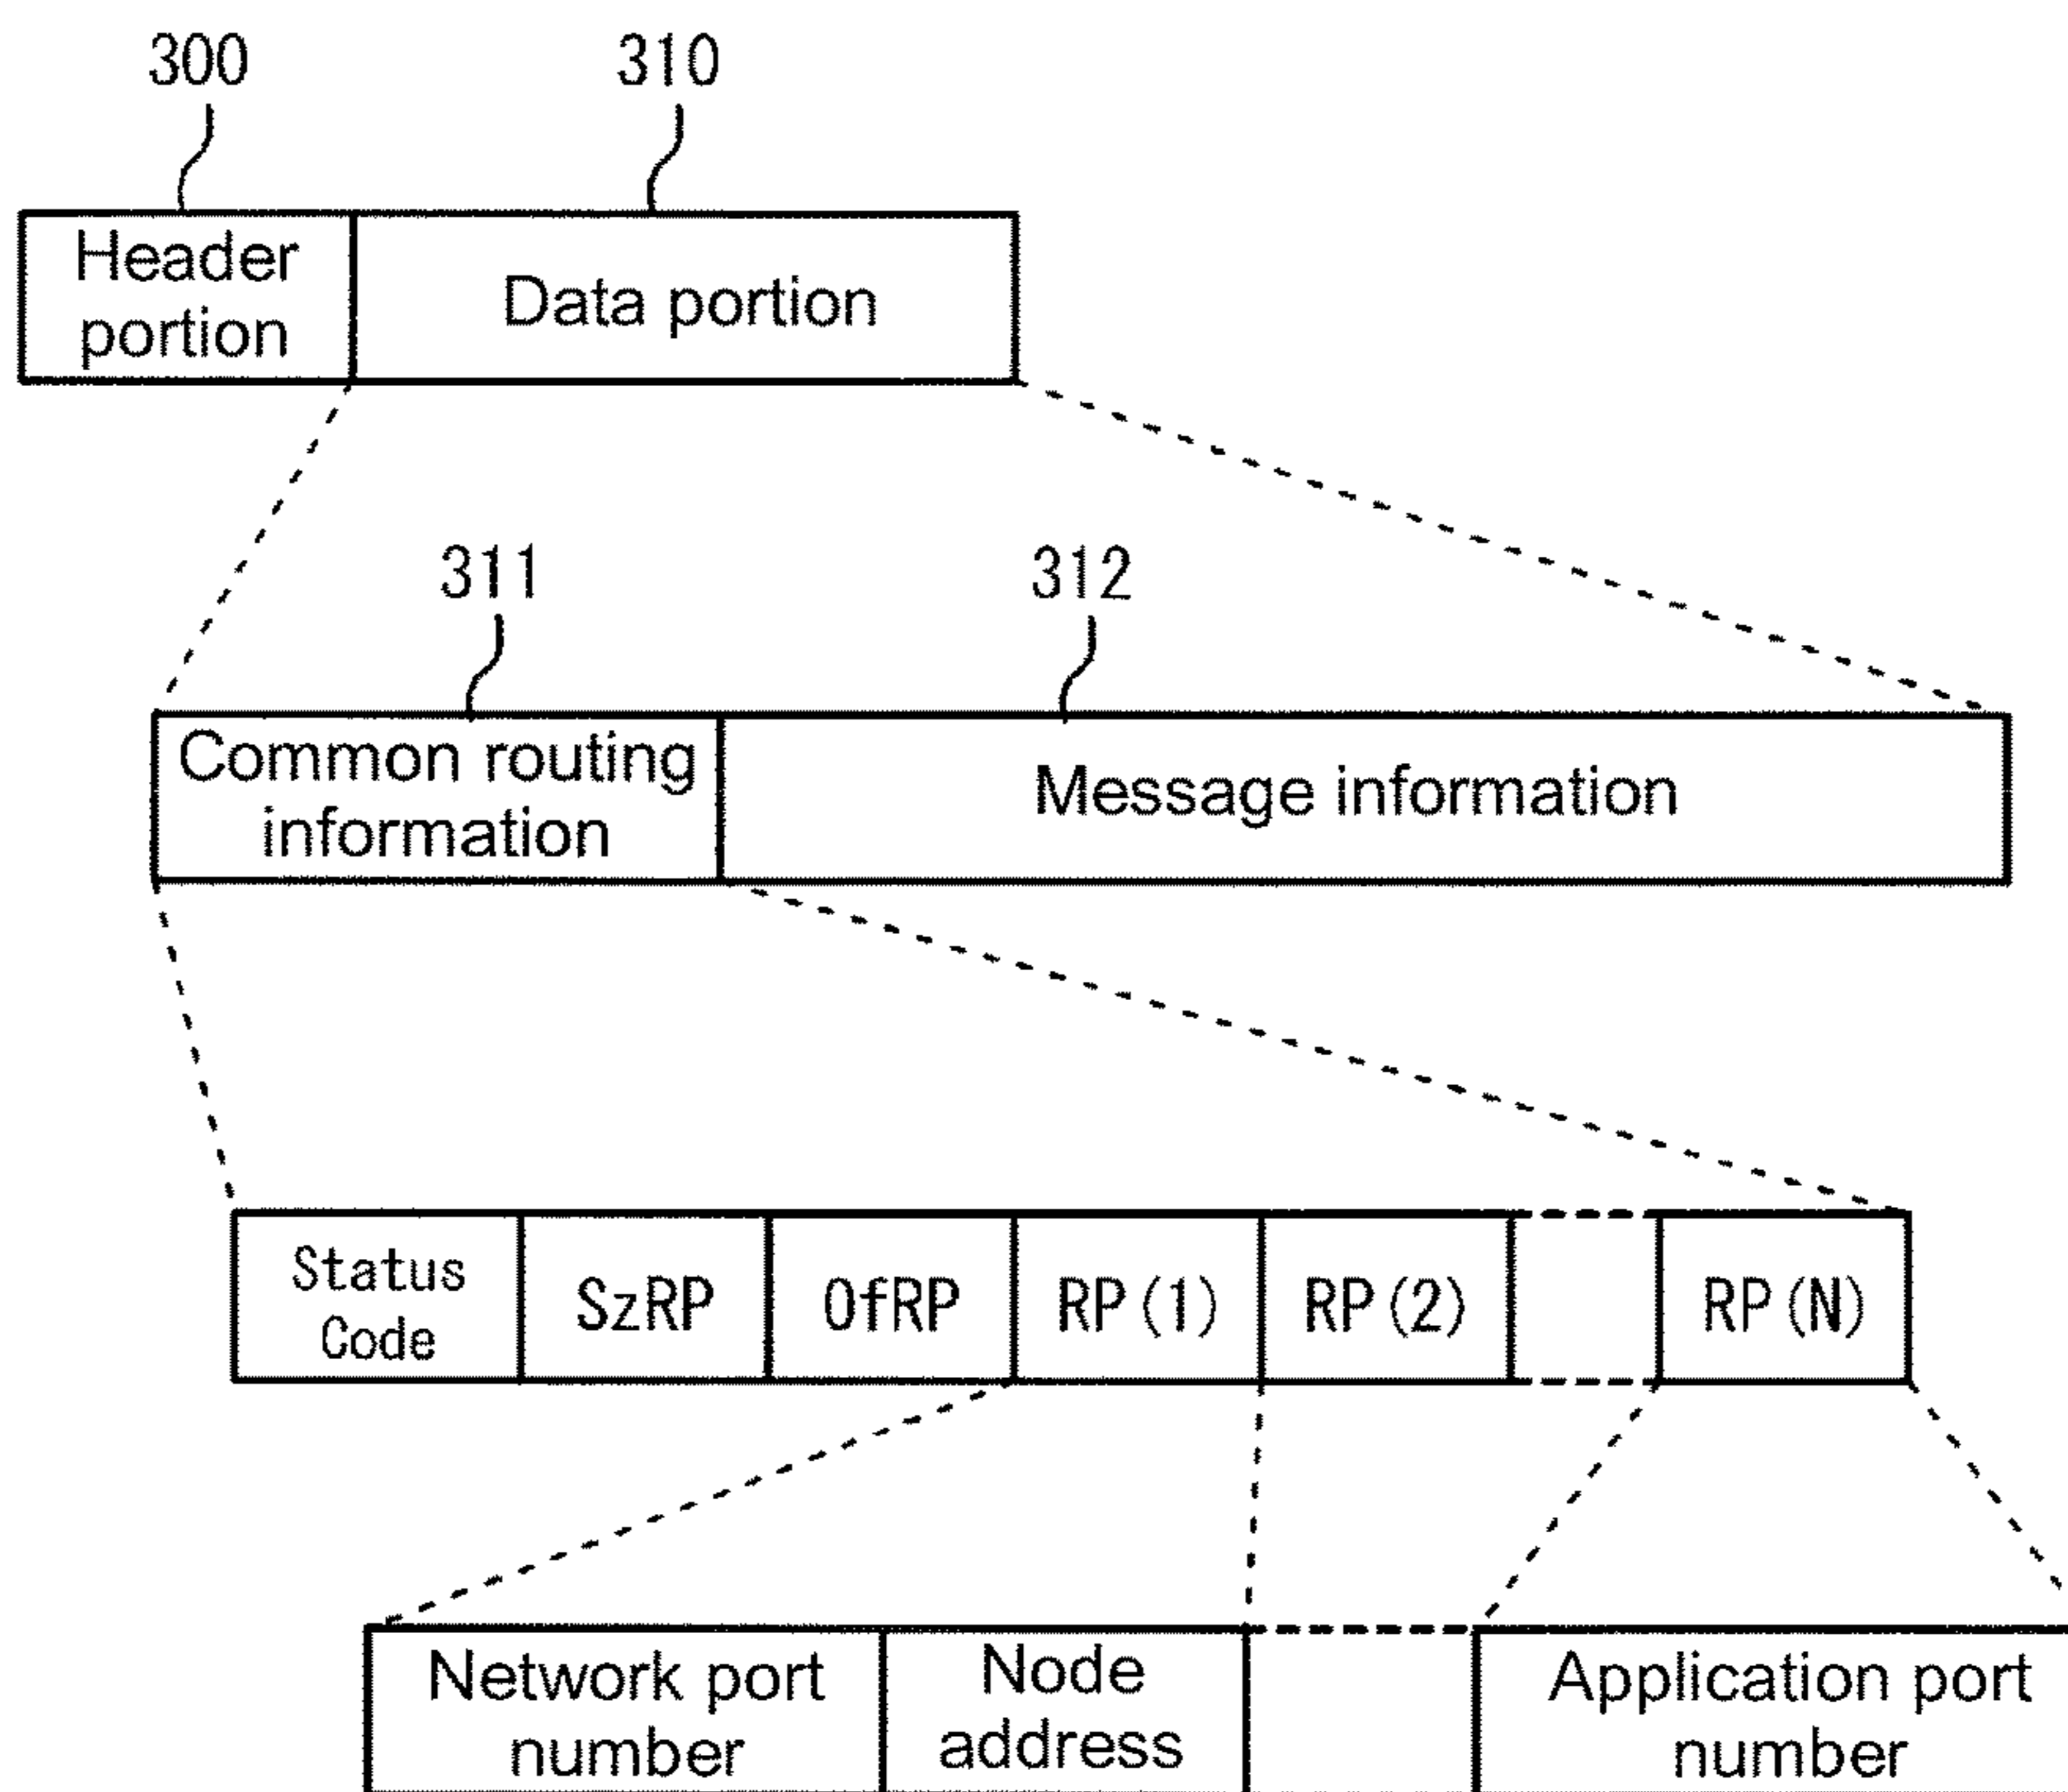 300
310
Header
portion
Data portion
311
312
Common routing
information
Message information
Status
Code
SzRP
OfRP
RP(1)
RP(2)
RP(N)
Network port
number
Node
address
Application port
number